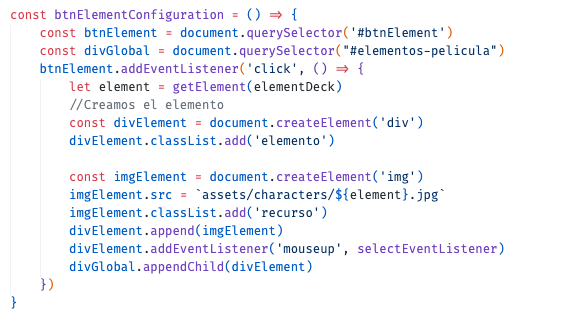 const btnElementConfiguration = () => {
    const btnElement = document.querySelector('#btnElement')
    const divGlobal = document.querySelector("#elementos-pelicula")
    btnElement.addEventListener('click', () => {
        let element = getElement(elementDeck)
        //Creamos el elemento
        const divElement = document.createElement('div')
        divElement.classList.add('elemento')

        const imgElement = document.createElement('img')
        imgElement.src = `assets/characters/${element}.jpg`
        imgElement.classList.add('recurso')
        divElement.append(imgElement)
        divElement.addEventListener('mouseup', selectEventListener)
        divGlobal.appendChild(divElement)
    })
}